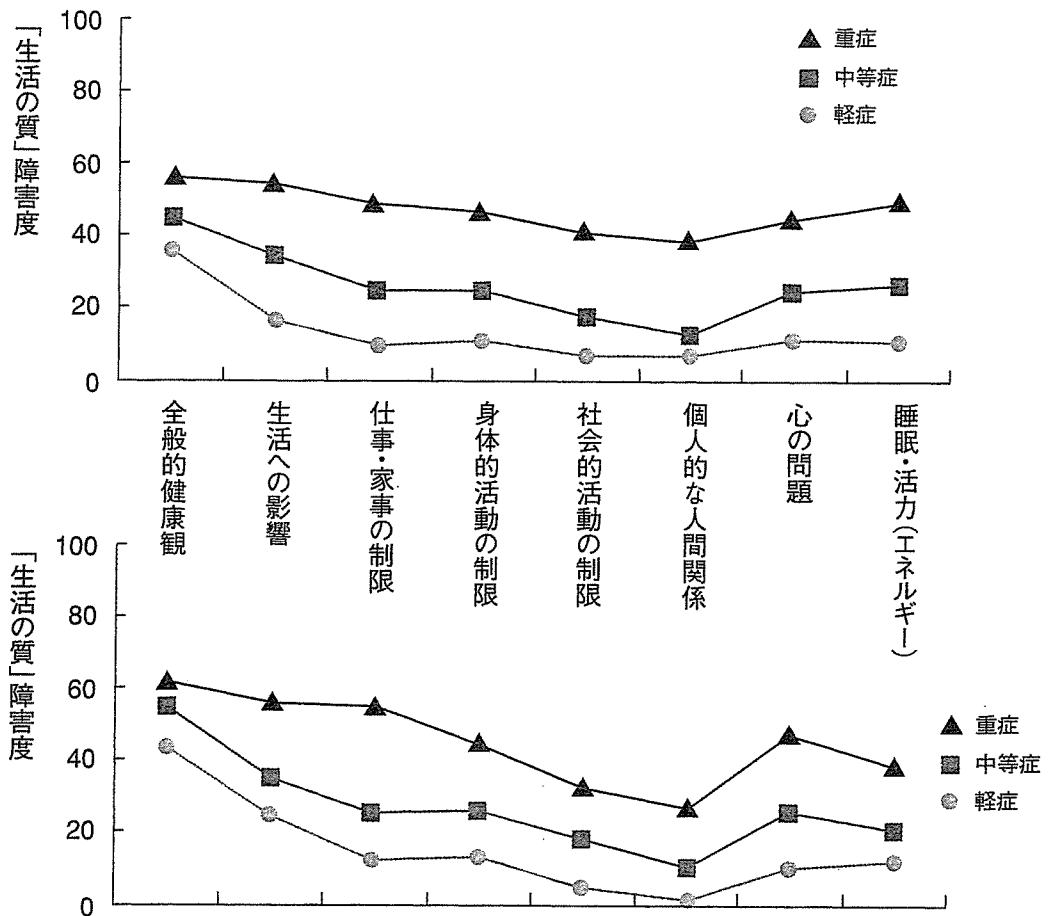 「生活の質」障害度
100
80
60
40
20
0
重症
中等症
軽症
全般的健康観
生活への影響
仕事・家事の制限
身体的活動の制限
社会的活動の制限
個人的な人間関係
心の問題
睡眠・活力(エネルギー)
「生活の質」障害度
100
80
60
40
20
0
重症
中等症
軽症